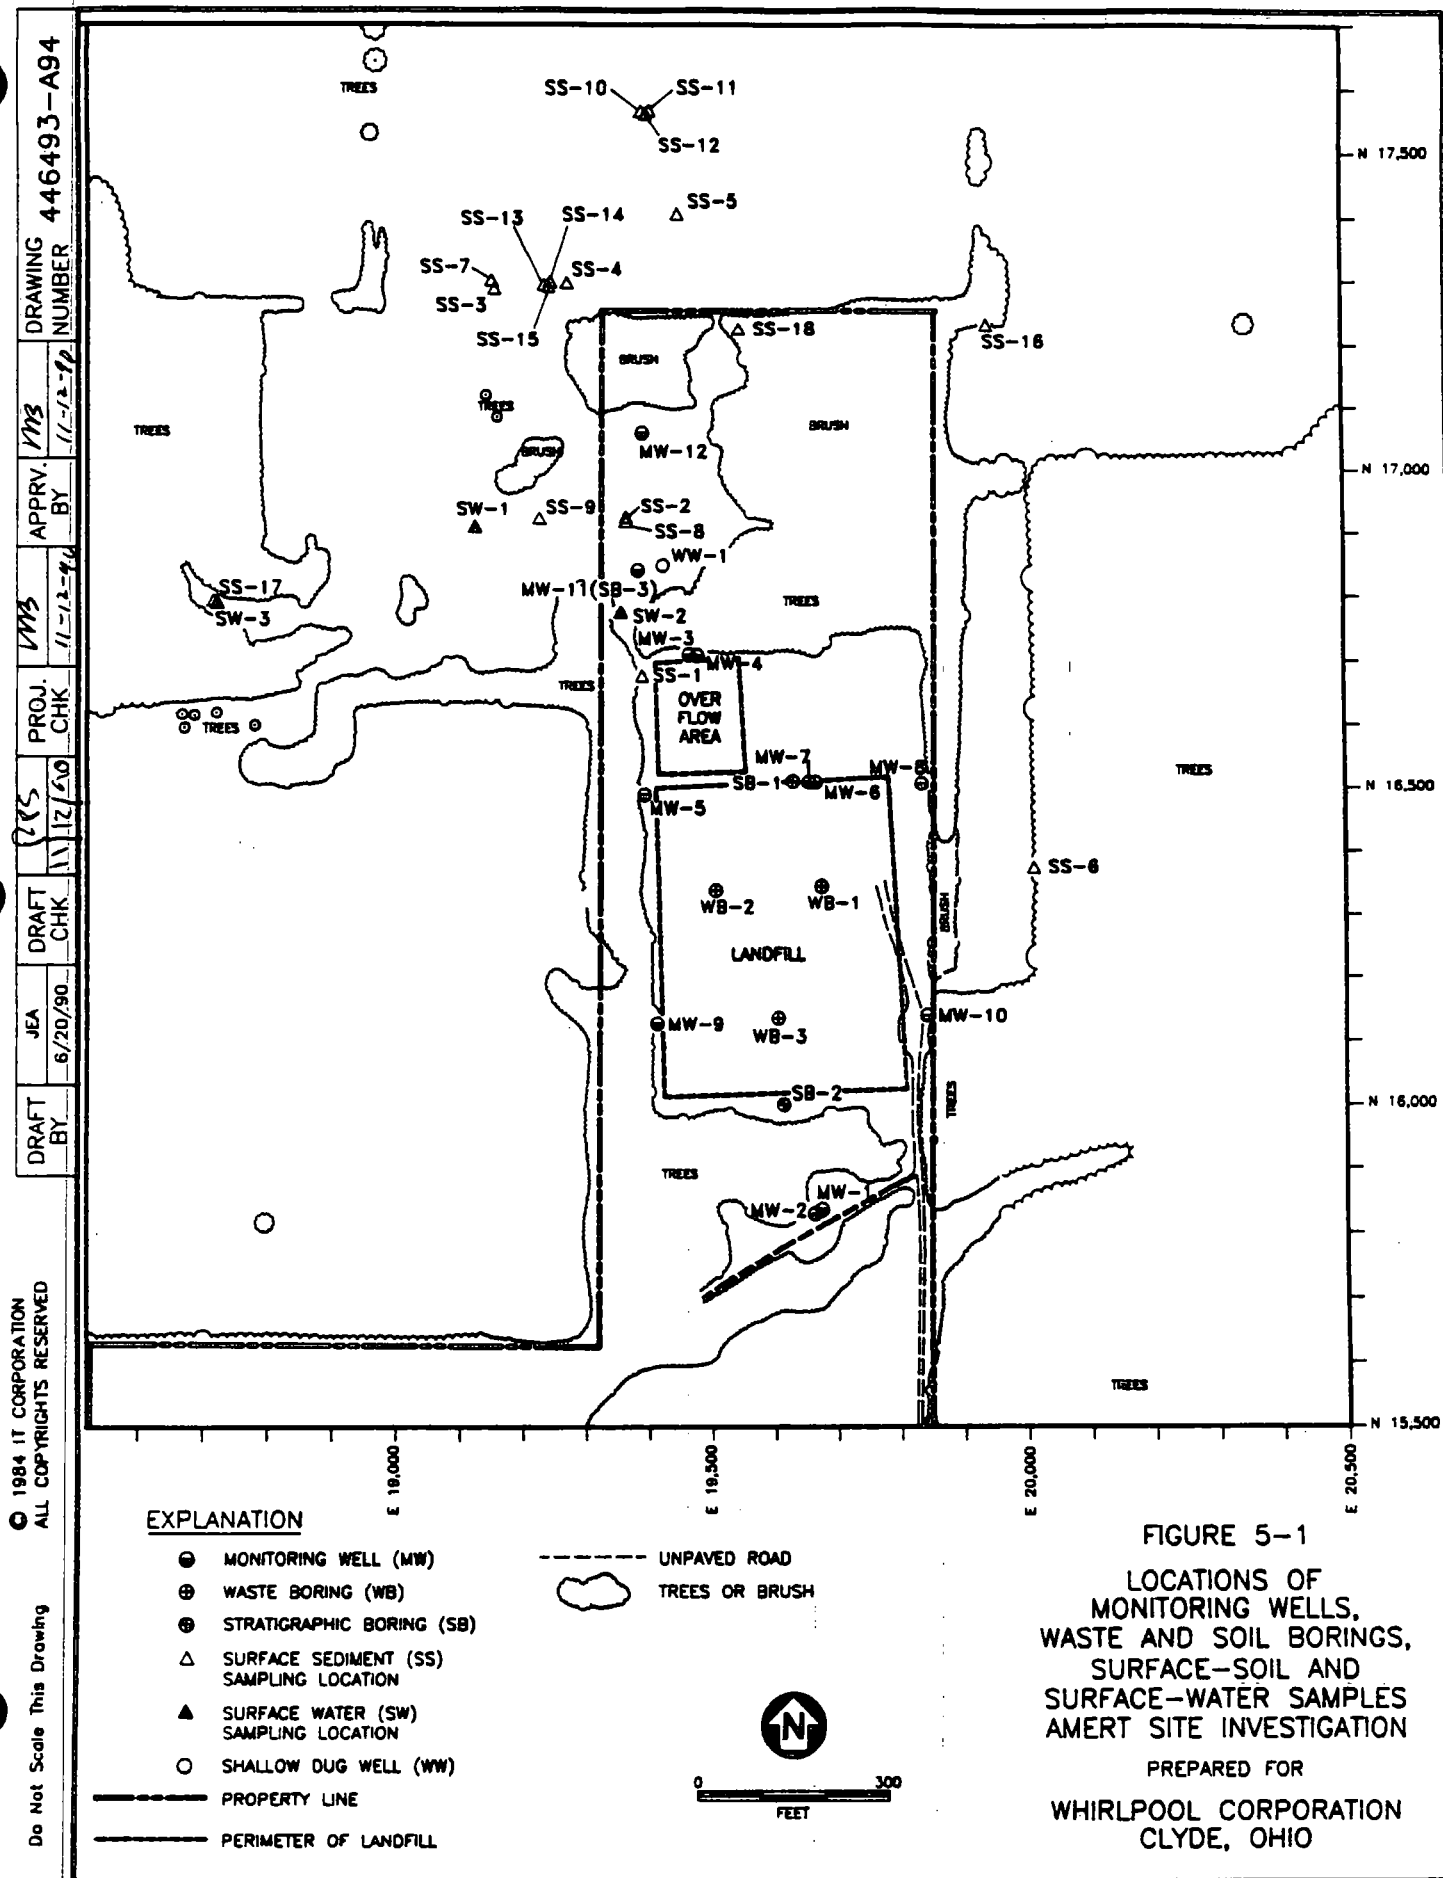 DRAWING
NUMBER
446493-A94
APPRV.
BY
11-12-90
PROJ.
CHK
11-12-90
DRAFT
CHK
11/12/90
DRAFT
BY
JEA
6/20/90
© 1984 IT CORPORATION
ALL COPYRIGHTS RESERVED
Do Not Scale This Drawing
TREES
SS-10
SS-11
SS-12
N 17,500
SS-5
SS-13
SS-14
SS-7
SS-4
SS-3
SS-15
SS-18
SS-16
BRUSH
TREES
TREES
BRUSH
BRUSH
MW-12
N 17,000
SW-1
SS-9
SS-2
SS-8
WW-1
SS-17
SW-3
MW-11(SB-3)
TREES
SW-2
MW-3
MW-4
SS-1
TREES
OVER
FLOW
AREA
TREES
MW-7
MW-8
TREES
SB-1
MW-6
N 16,500
MW-5
SS-6
WB-2
WB-1
BRUSH
LANDFILL
MW-9
WB-3
MW-10
SB-2
TREES
N 16,000
TREES
MW-
MW-2
TREES
N 15,500
E 19,000
E 19,500
E 20,000
E 20,500
EXPLANATION
MONITORING WELL (MW)
WASTE BORING (WB)
STRATIGRAPHIC BORING (SB)
SURFACE SEDIMENT (SS)
SAMPLING LOCATION
SURFACE WATER (SW)
SAMPLING LOCATION
SHALLOW DUG WELL (WW)
PROPERTY LINE
PERIMETER OF LANDFILL
UNPAVED ROAD
TREES OR BRUSH
N
0 300
FEET
FIGURE 5-1
LOCATIONS OF
MONITORING WELLS,
WASTE AND SOIL BORINGS,
SURFACE-SOIL AND
SURFACE-WATER SAMPLES
AMERT SITE INVESTIGATION
PREPARED FOR
WHIRLPOOL CORPORATION
CLYDE, OHIO